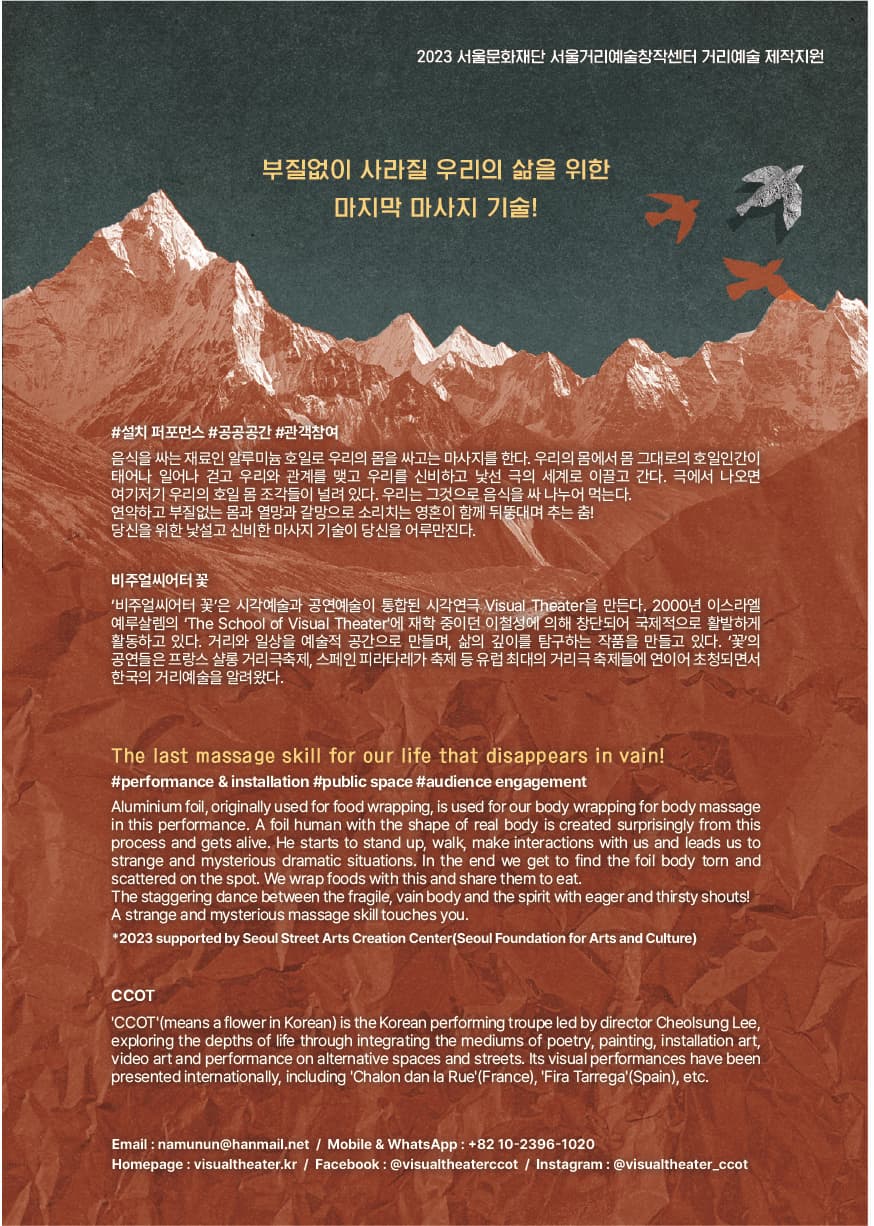 2023 서울문화재단 서울거리예술창작센터 거리예술 제작지원
부질없이 사라질 우리의 삶을 위한
마지막 마사지 기술!
#설치 퍼포먼스 #공공공간 #관객참여
음식을 싸는 재료인 알루미늄 호일로 우리의 몸을 싸고는 마사지를 한다. 우리의 몸에서 몸 그대로의 호일인간이
태어나 일어나 걷고 우리와 관계를 맺고 우리를 신비하고 낯선 극의 세계로 이끌고 간다. 극에서 나오면
여기저기 우리의 호일 몸 조각들이 널려 있다. 우리는 그것으로 음식을 싸 나누어 먹는다.
연약하고 부질없는 몸과 열망과 갈망으로 소리치는 영혼이 함께 뒤뚱대며 추는 춤!
당신을 위한 낯설고 신비한 마사지 기술이 당신을 어루만진다.
비주얼씨어터 꽃
'비주얼씨어터 꽃'은 시각예술과 공연예술이 통합된 시각연극 Visual Theater을 만든다. 2000년 이스라엘
예루살렘의 'The School of Visual Theater'에 재학 중이던 이철성에 의해 창단되어 국제적으로 활발하게
활동하고 있다. 거리와 일상을 예술적 공간으로 만들며, 삶의 깊이를 탐구하는 작품을 만들고 있다. '꽃'의
공연들은 프랑스 샬롱 거리극축제, 스페인 피라타레가 축제 등 유럽 최대의 거리극 축제들에 연이어 초청되면서
한국의 거리예술을 알려왔다.
The last massage skill for our life that disappears in vain!
#performance & installation #public space #audience engagement
Aluminium foil, originally used for food wrapping, is used for our body wrapping for body massage
in this performance. A foil human with the shape of real body is created surprisingly from this
process and gets alive. He starts to stand up, walk, make interactions with us and leads us to
strange and mysterious dramatic situations. In the end we get to find the foil body torn and
scattered on the spot. We wrap foods with this and share them to eat.
The staggering dance between the fragile, vain body and the spirit with eager and thirsty shouts!
A strange and mysterious massage skill touches you.
*2023 supported by Seoul Street Arts Creation Center(Seoul Foundation for Arts and Culture)
CCOT
'CCOT'(means a flower in Korean) is the Korean performing troupe led by director Cheolsung Lee,
exploring the depths of life through integrating the mediums of poetry, painting, installation art,
video art and performance on alternative spaces and streets. Its visual performances have been
presented internationally, including 'Chalon dan la Rue'(France), 'Fira Tarrega'(Spain), etc.
Email : namunun@hanmail.net / Mobile & WhatsApp : +82 10-2396-1020
Homepage : visualtheater.kr / Facebook : @visualtheaterccot / Instagram : @visualtheater_ccot